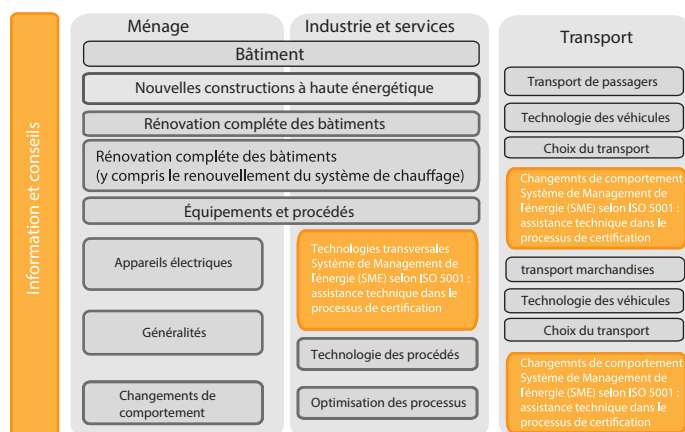 Information et conseils
Ménage
Industrie et services
Bâtiment
Nouvelles constructions à haute énergétique
Rénovation compléte des bàtiments
Rénovation compléte des bàtiments
(y compris le renouvellement du système de chauffage)
Équipements et procédés
Appareils électriques
Généralités
Changements de
comportement
Technologies transversales
Système de Management de
l'énergie (SME) selon ISO 5001 :
assistance technique dans le
processus de certification
Technologie des procédés
Optimisation des processus
Transport
Transport de passagers
Technologie des véhicules
Choix du transport
Changemnts de comportement
Système de Management de
l'énergie (SME) selon ISO 5001 :
assistance technique dans le
processus de certification
transport marchandises
Technologie des véhicules
Choix du transport
Changemnts de comportement
Système de Management de
l'énergie (SME) selon ISO 5001 :
assistance technique dans le
processus de certification